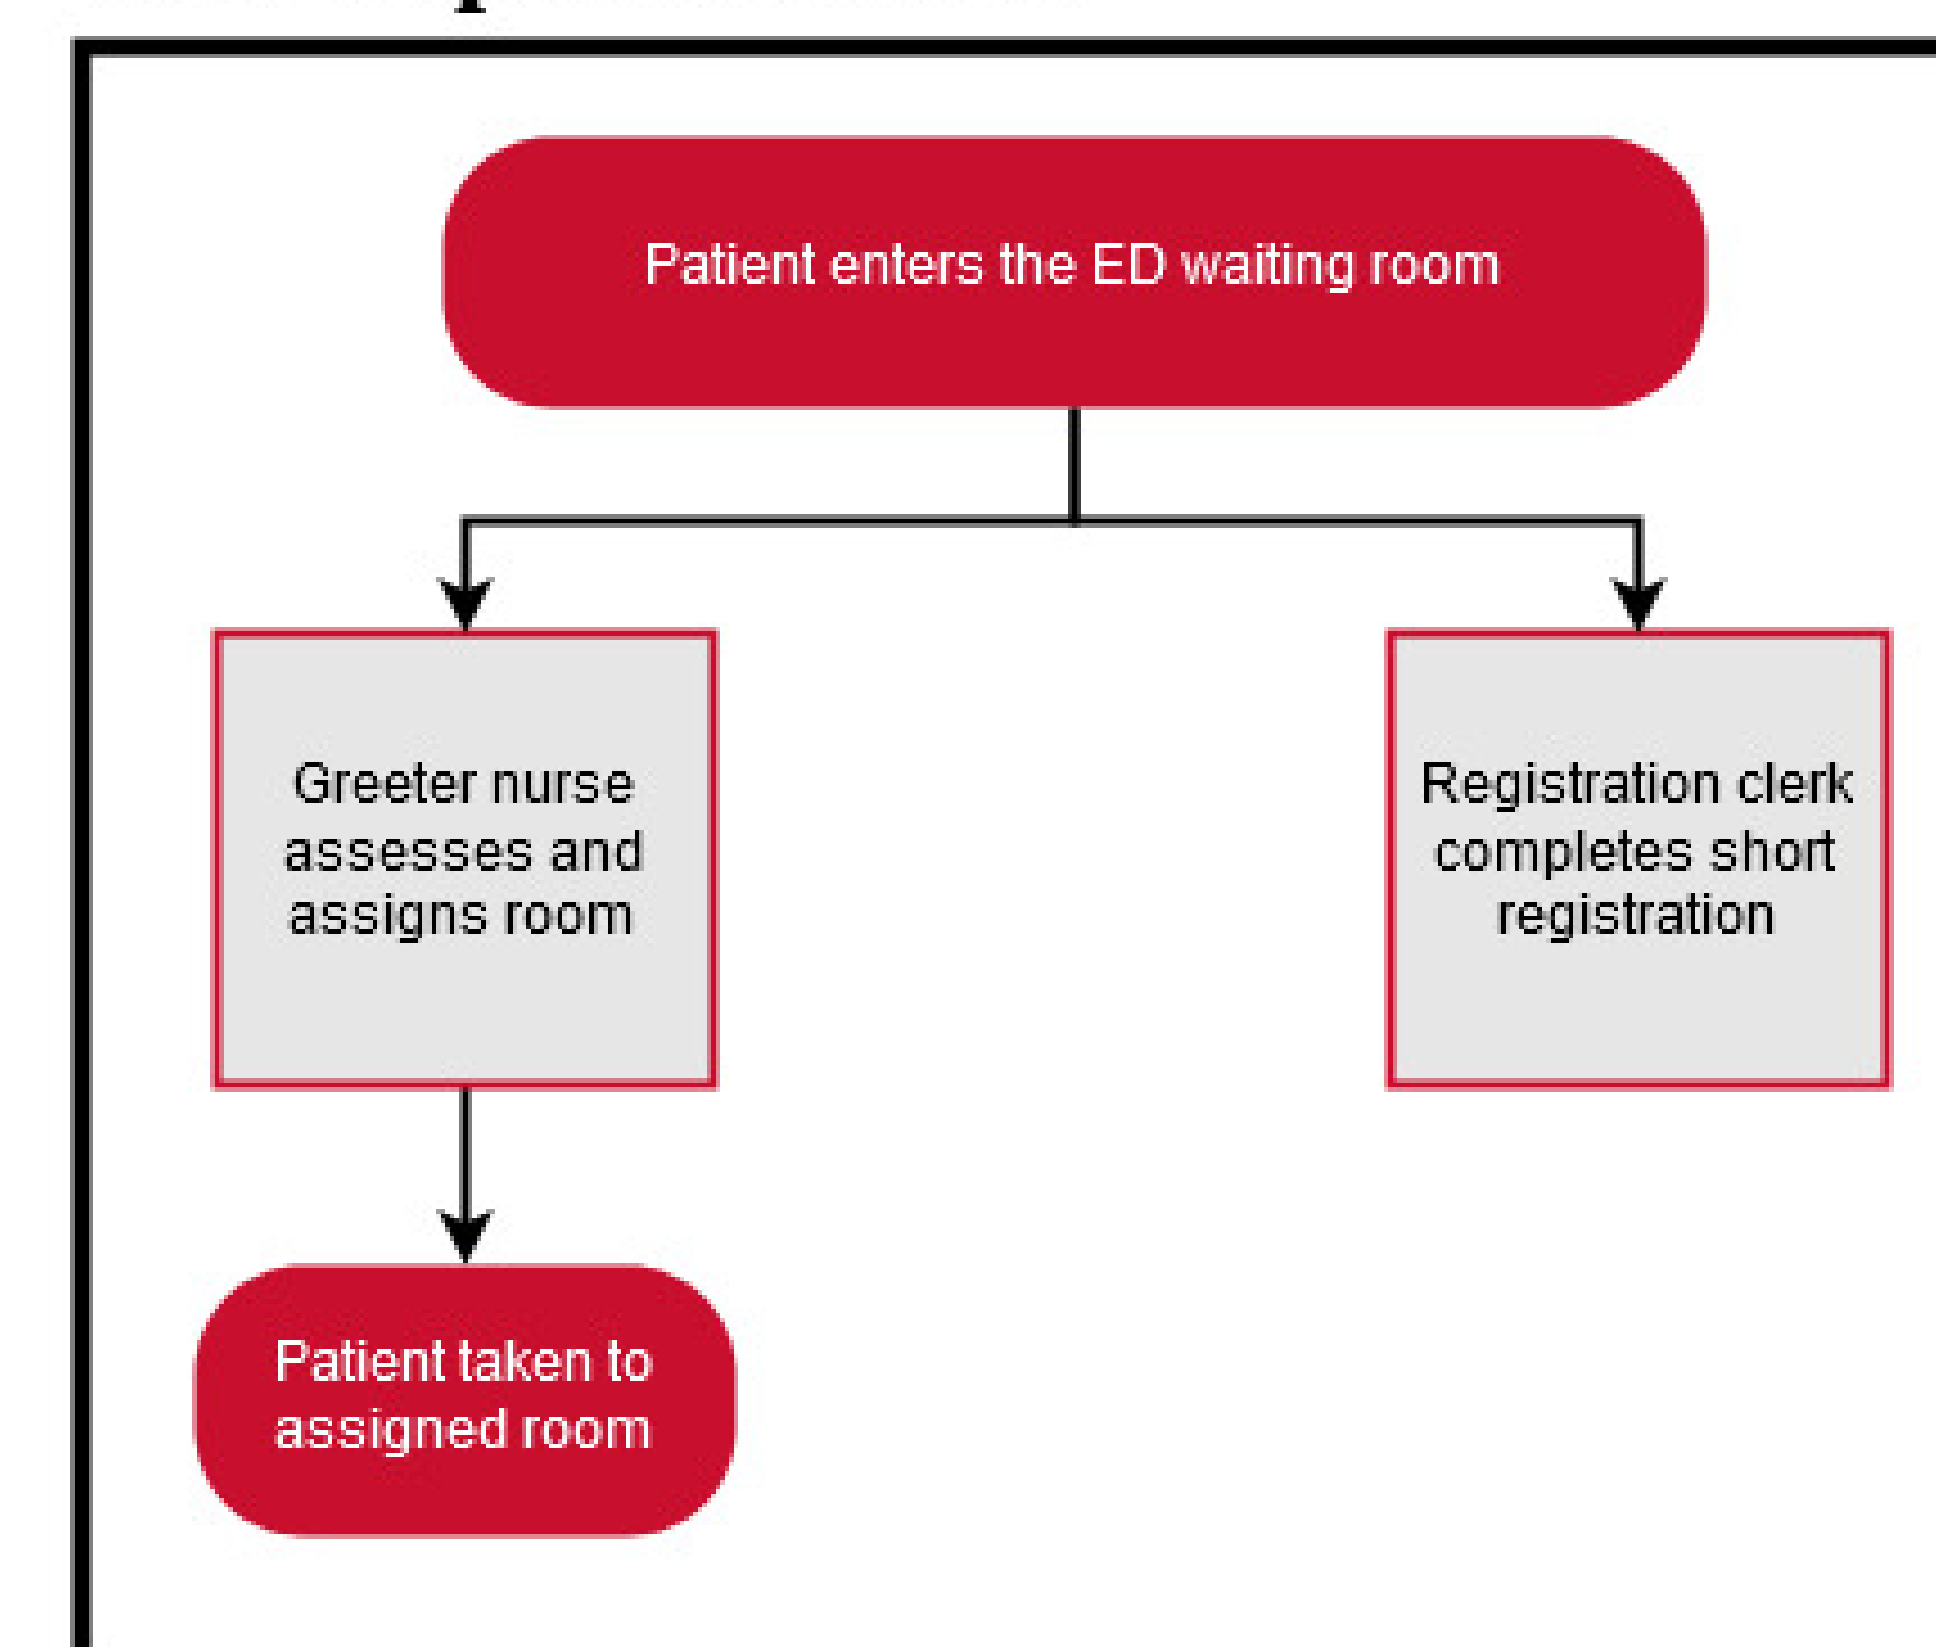 Patient enters the ED waiting room
Greeter nurse
assesses and
assigns room
Registration clerk
completes short
registration
Patient taken to
assigned room